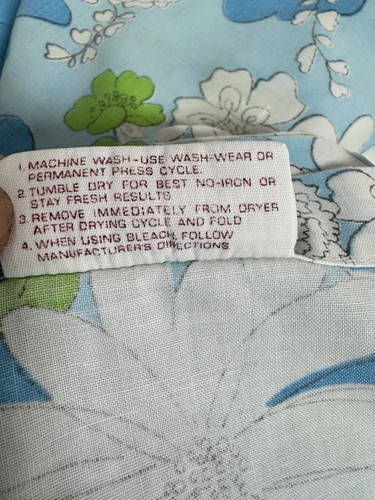 1. MACHINE WASH-USE WASH-WEAR OR
PERMANENT PRESS CYCLE.
2. TUMBLE DRY FOR BEST NO-IRON OR
STAY FRESH RESULTS
3. REMOVE IMMEDIATELY FROM DRYER
AFTER DRYING CYCLE AND FOLD
4. WHEN USING BLEACH, FOLLOW
MANUFACTURER'S DIRECTIONS